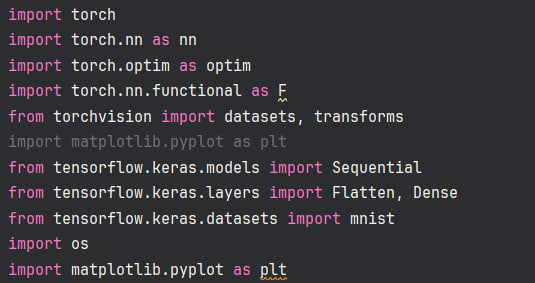 import torch
import torch.nn as nn
import torch.optim as optim
import torch.nn.functional as F
from torchvision import datasets, transforms
import matplotlib.pyplot as plt
from tensorflow.keras.models import Sequential
from tensorflow.keras.layers import Flatten, Dense
from tensorflow.keras.datasets import mnist
import os
import matplotlib.pyplot as plt